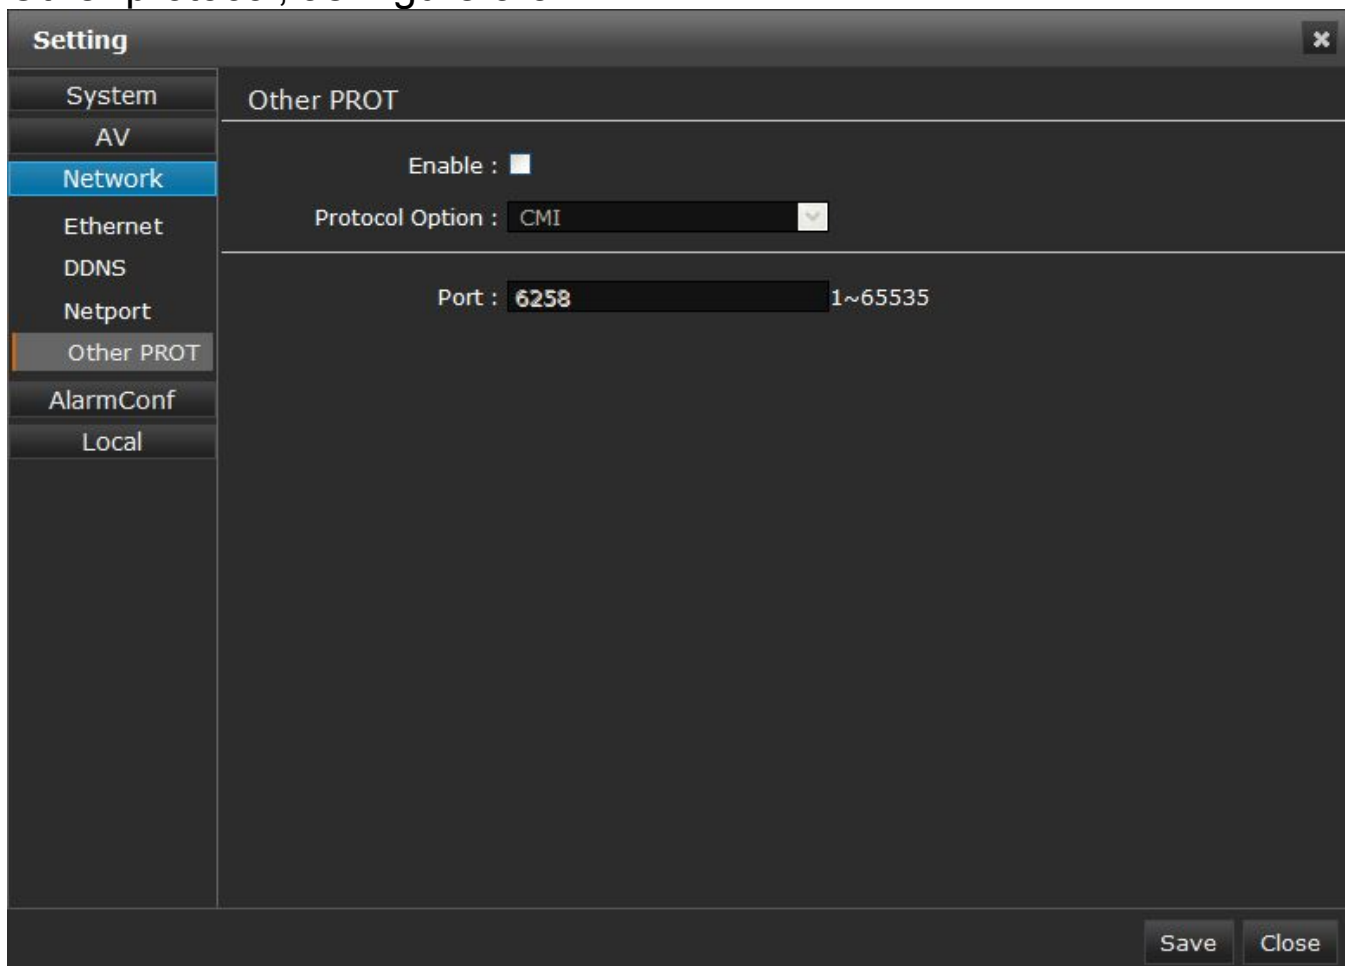 Setting
System
AV
Network
Ethernet
DDNS
Netport
Other PROT
AlarmConf
Local
Other PROT
Enable :
Protocol Option : CMI
Port : 6258 1~65535
Save Close